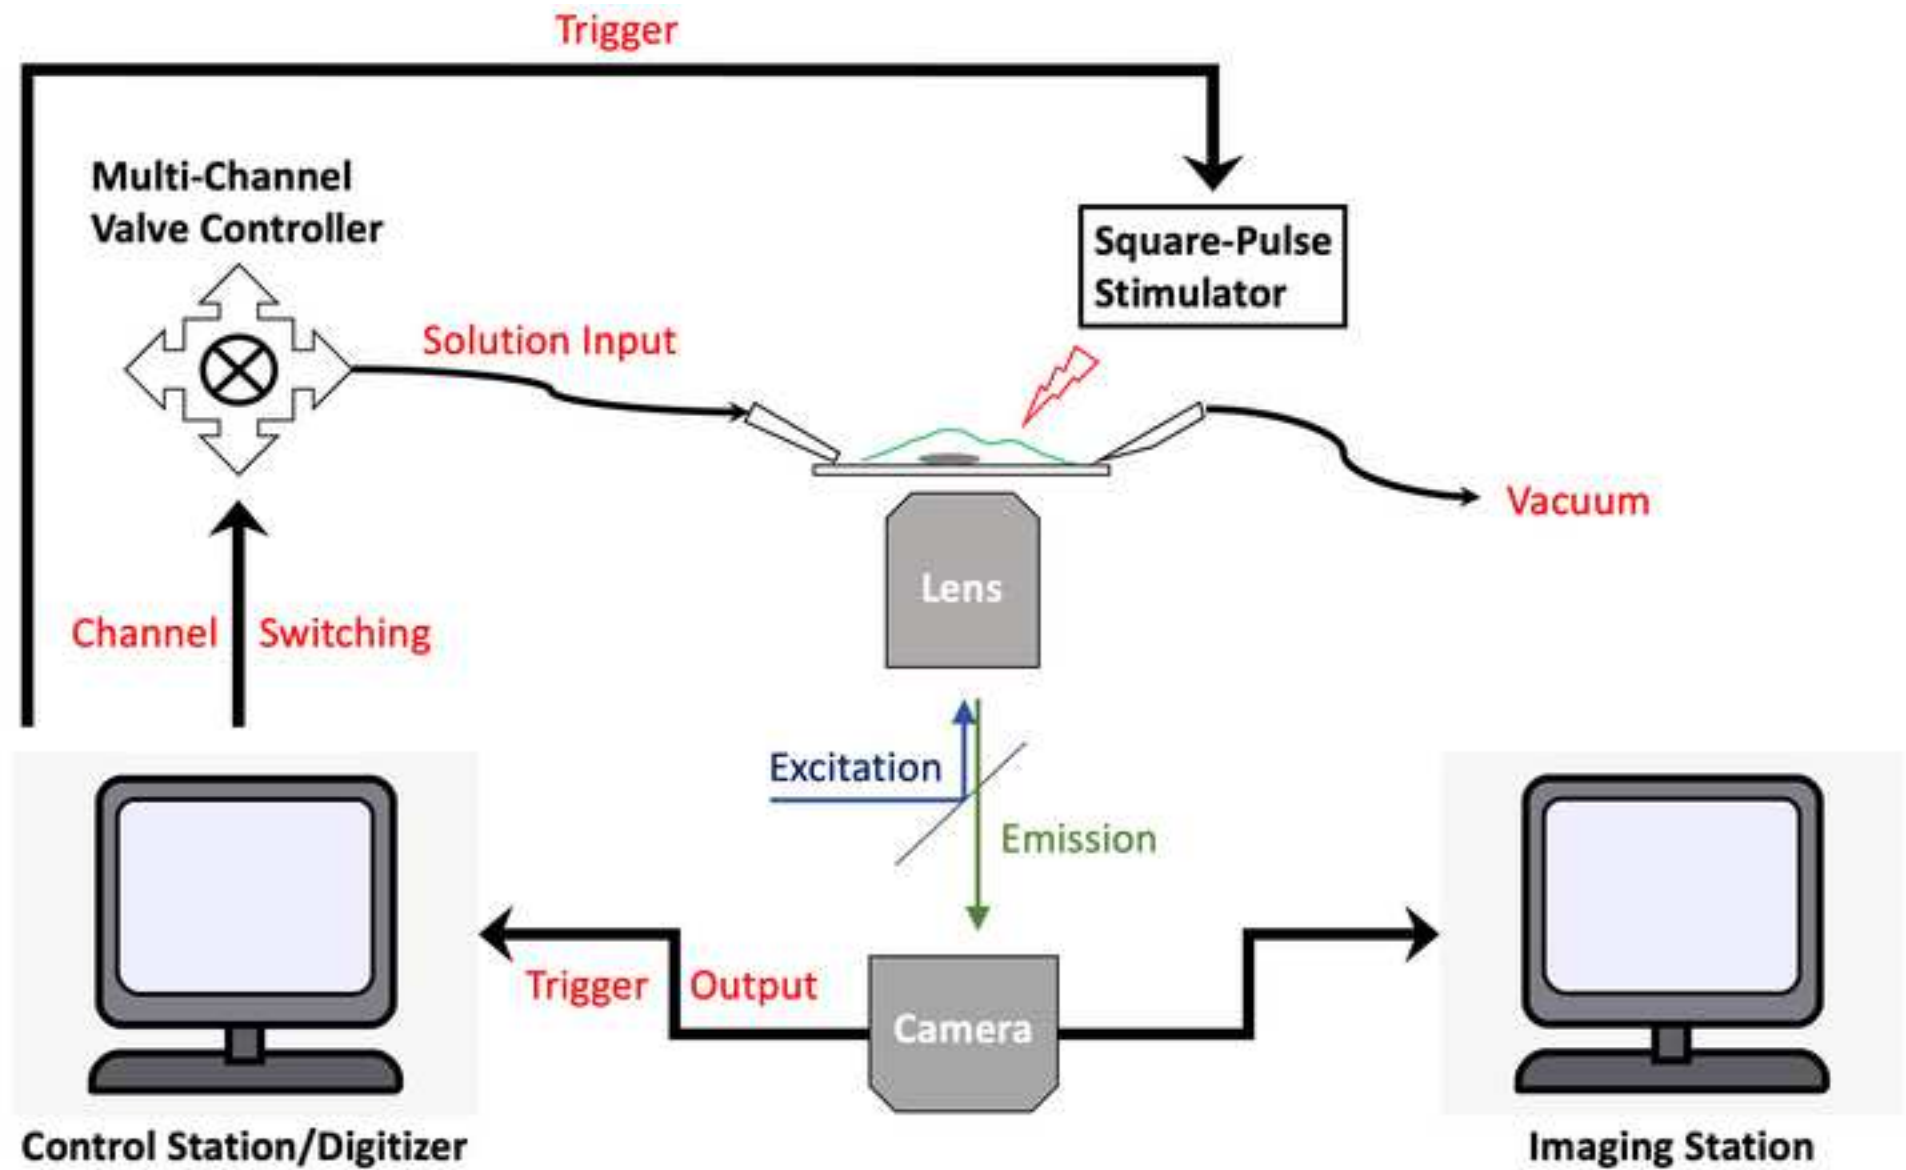 Trigger
Multi-Channel
Valve Controller
Square-Pulse
Stimulator
Solution Input
Vacuum
Lens
Channel Switching
Excitation
Emission
Trigger Output
Camera
Control Station/Digitizer
Imaging Station